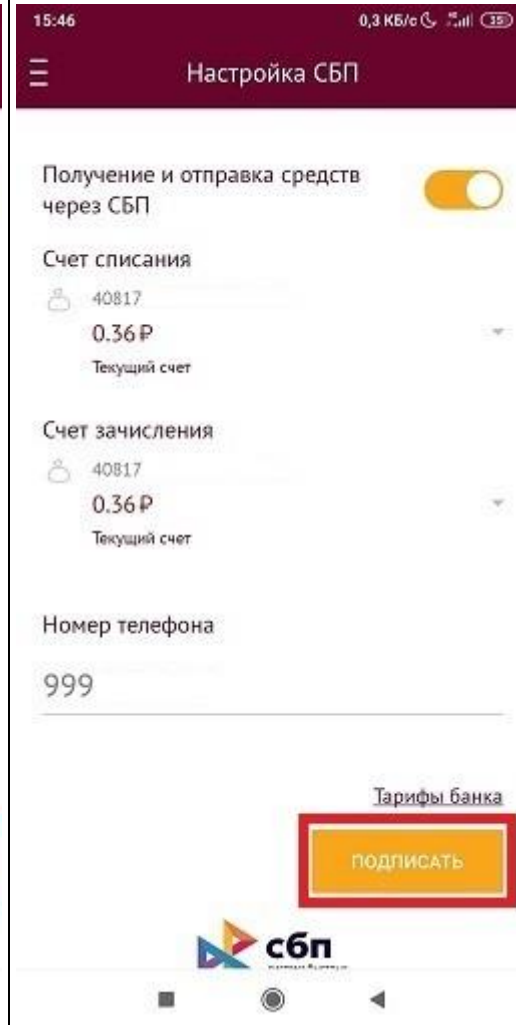 15:46
0,3 КБ/с
35
Настройка СБП
Получение и отправка средств
через СБП
Счет списания
40817
0.36 ₽
Текущий счет
Счет зачисления
40817
0.36 ₽
Текущий счет
Номер телефона
999
Тарифы банка
ПОДПИСАТЬ
сбп